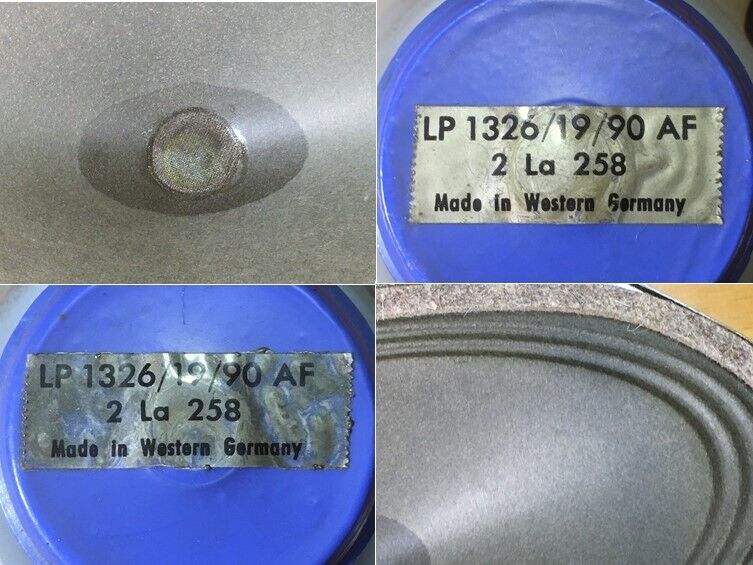 LP 1326/19/90 AF
2 La 258
Made in Western Germany
LP 1326/19/90 AF
2 La 258
Made in Western Germany